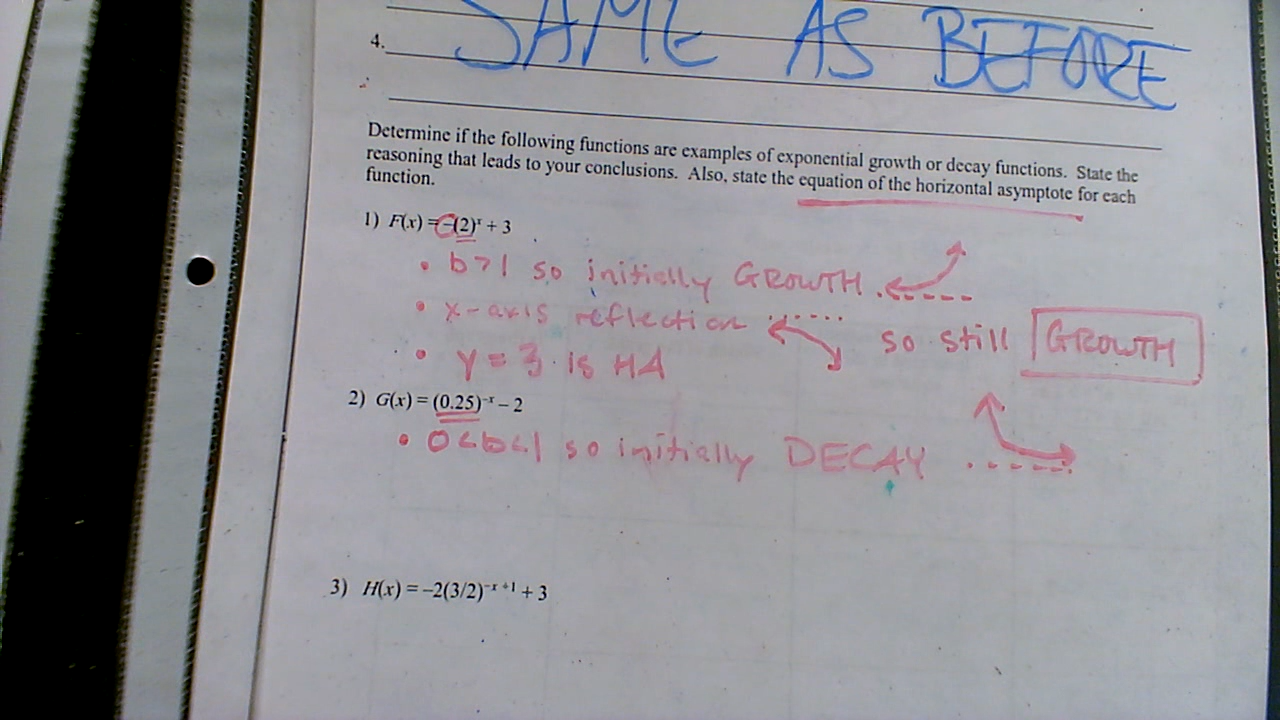 SAME AS BEFORE
4.
Determine if the following functions are examples of exponential growth or decay functions. State the
reasoning that leads to your conclusions. Also, state the equation of the horizontal asymptote for each
function.
1) F(x) = -(2)ˣ + 3
• b>1 so initially GROWTH
• x-axis reflection so still GROWTH
• y = 3 is HA
2) G(x) = (0.25)⁻ˣ – 2
• 0<b<1 so initially DECAY
3) H(x) = –2(3/2)⁻ˣ⁺¹ + 3